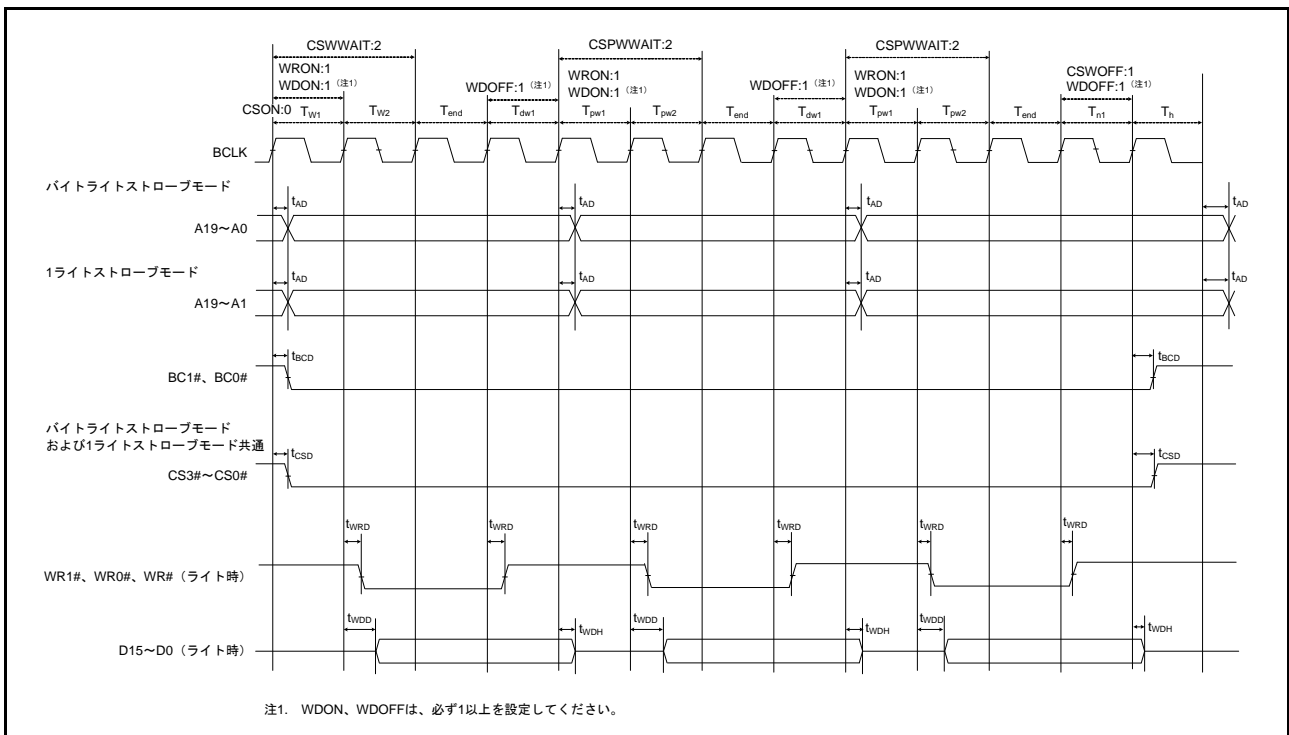 CSWWAIT:2 CSPWWAIT:2 CSPWWAIT:2
WRON:1 WRON:1 WRON:1 CSWOFF:1
WDON:1（注1） WDOFF:1（注1） WDON:1（注1） WDOFF:1（注1） WDON:1（注1） WDOFF:1（注1）
CSON:0 TW1 TW2 Tend Tdw1 Tpw1 Tpw2 Tend Tdw1 Tpw1 Tpw2 Tend Tn1 Th
BCLK
バイトライトストローブモード
tAD tAD tAD tAD
A19～A0
1ライトストローブモード
tAD tAD tAD tAD
A19～A1
tBCD tBCD
BC1#、BC0#
バイトライトストローブモード
および1ライトストローブモード共通
tCSD tCSD
CS3#～CS0#
tWRD tWRD tWRD tWRD tWRD tWRD
WR1#、WR0#、WR#（ライト時）
tWDD tWDH tWDD tWDH tWDD tWDH
D15～D0（ライト時）
注1. WDON、WDOFFは、必ず1以上を設定してください。